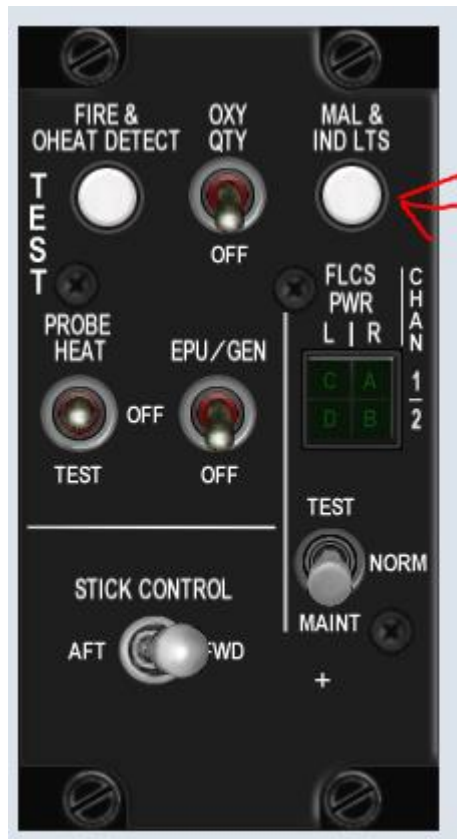 FIRE &
OHEAT DETECT
OXY
QTY
MAL &
IND LTS
TEST
OFF
FLCS
PWR
L | R
CHAN
PROBE
HEAT
EPU/GEN
C A 1
D B 2
OFF
TEST
OFF
TEST
NORM
STICK CONTROL
MAINT
AFT
FWD
+